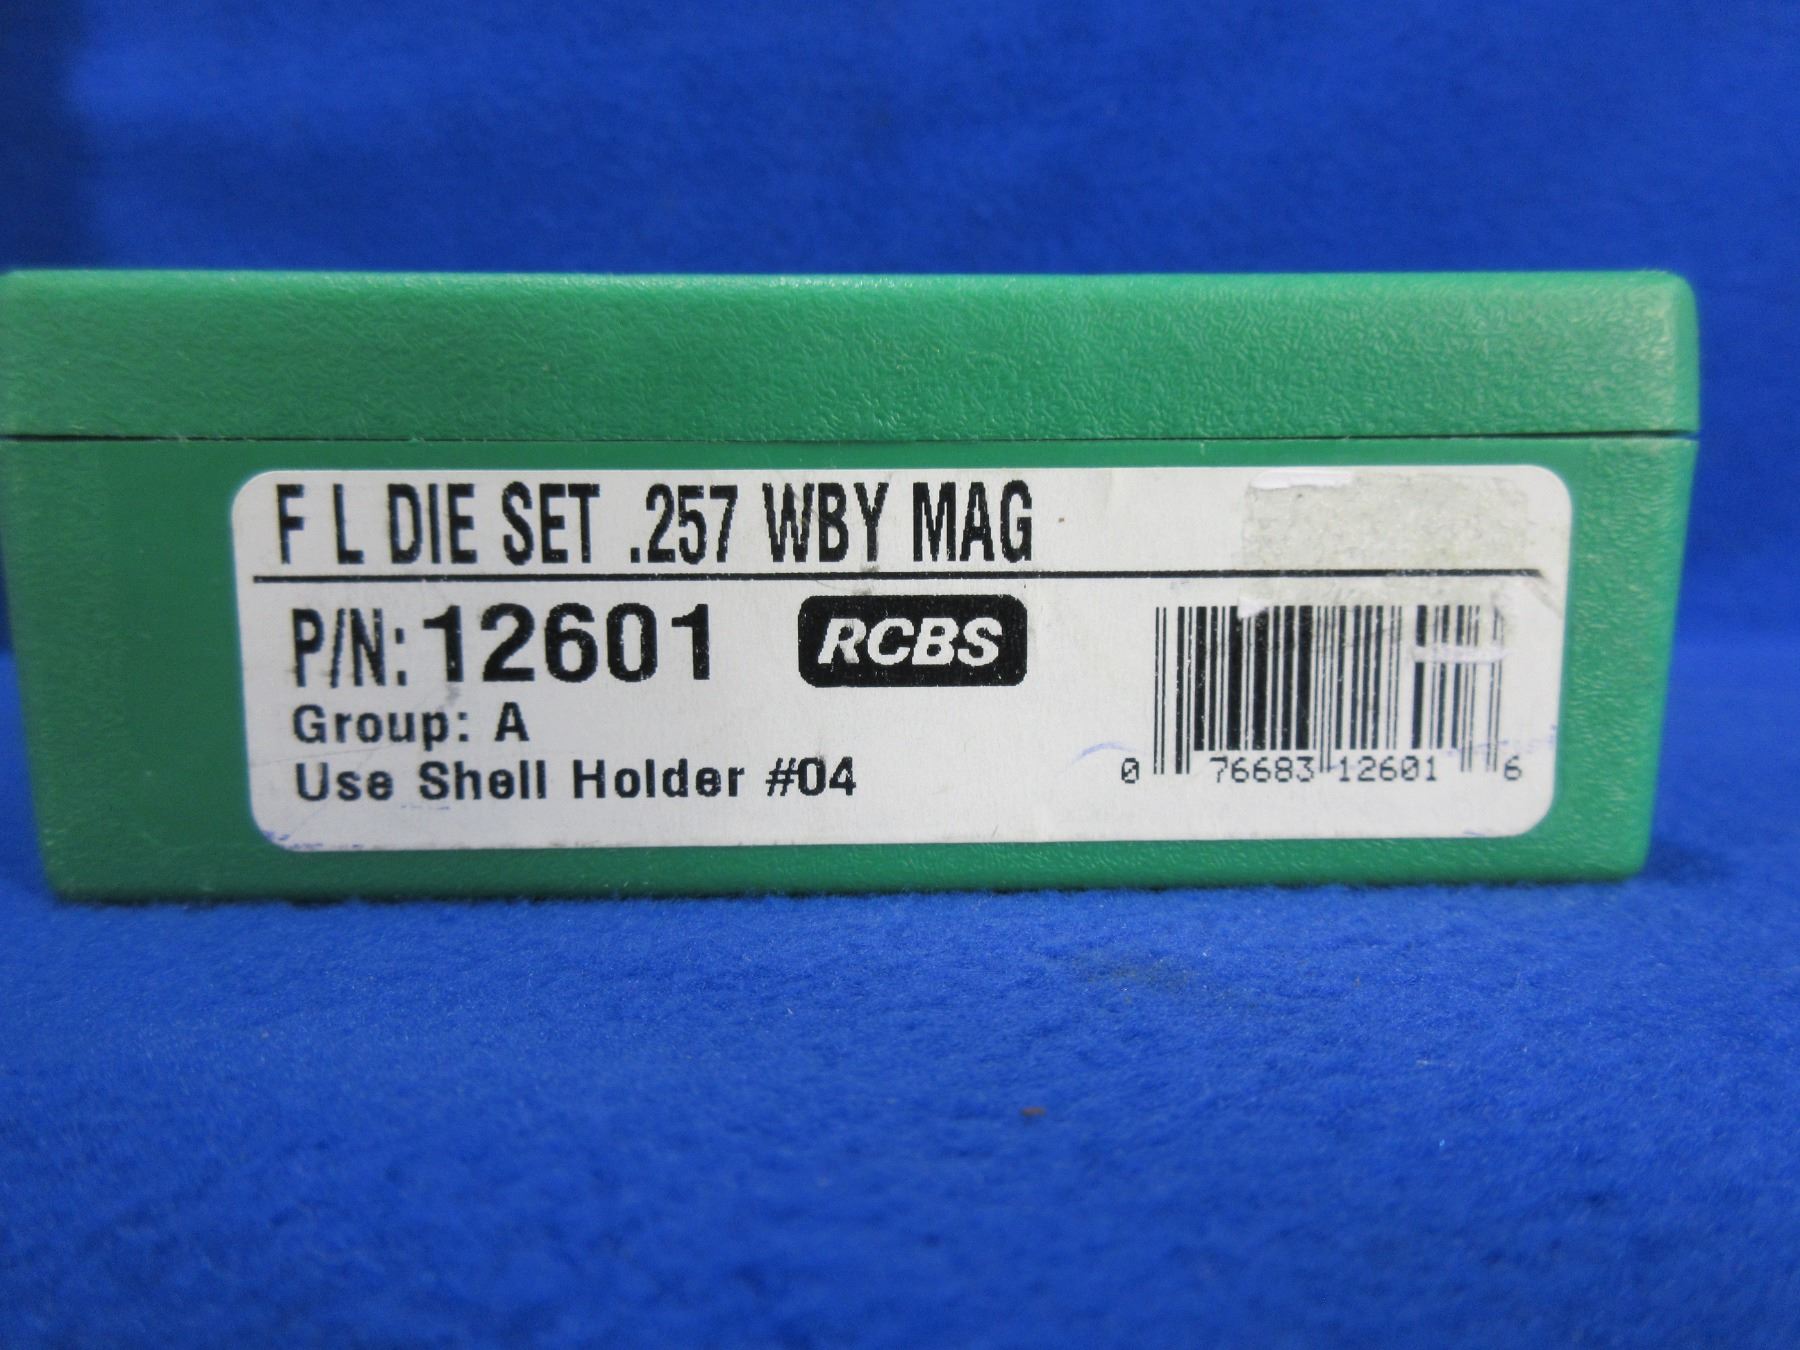 F L DIE SET .257 WBY MAG
P/N: 12601 RCBS
Group: A
Use Shell Holder #04
0 76683 12601 6